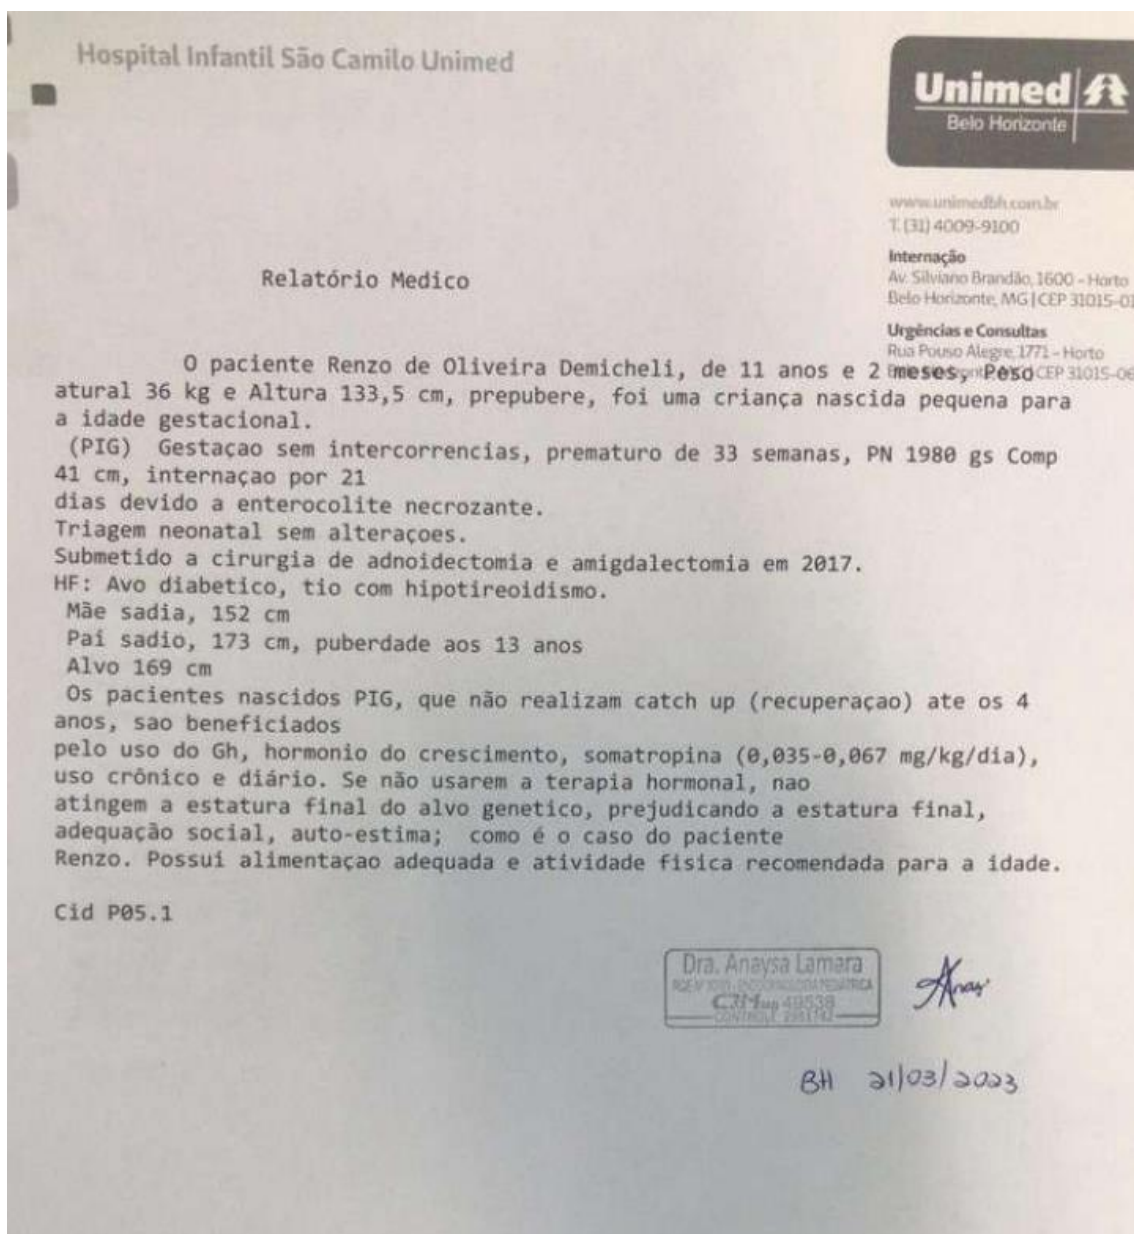 Hospital Infantil São Camilo Unimed
Unimed
Belo Horizonte
www.unimedbh.com.br
T. (31) 4009-9100
Internação
Av. Silviano Brandão, 1600 - Horto
Belo Horizonte, MG | CEP 31015-01
Urgências e Consultas
Rua Pouso Alegre, 1771 - Horto
CEP 31015-06
Relatório Medico
O paciente Renzo de Oliveira Demicheli, de 11 anos e 2 meses, Peso
atural 36 kg e Altura 133,5 cm, prepubere, foi uma criança nascida pequena para
a idade gestacional.
(PIG) Gestaçao sem intercorrencias, prematuro de 33 semanas, PN 1980 gs Comp
41 cm, internaçao por 21
dias devido a enterocolite necrozante.
Triagem neonatal sem alteraçoes.
Submetido a cirurgia de adnoidectomia e amigdalectomia em 2017.
HF: Avo diabetico, tio com hipotireoidismo.
Mãe sadia, 152 cm
Pai sadio, 173 cm, puberdade aos 13 anos
Alvo 169 cm
Os pacientes nascidos PIG, que não realizam catch up (recuperaçao) ate os 4
anos, sao beneficiados
pelo uso do Gh, hormonio do crescimento, somatropina (0,035-0,067 mg/kg/dia),
uso crônico e diário. Se não usarem a terapia hormonal, nao
atingem a estatura final do alvo genetico, prejudicando a estatura final,
adequação social, auto-estima; como é o caso do paciente
Renzo. Possui alimentaçao adequada e atividade fisica recomendada para a idade.
Cid P05.1
Dra. Anaysa Lamara
ENDOCRINOLOGIA PEDIÁTRICA
CRMMG 49538
CONTROLE
BH 21/03/2023